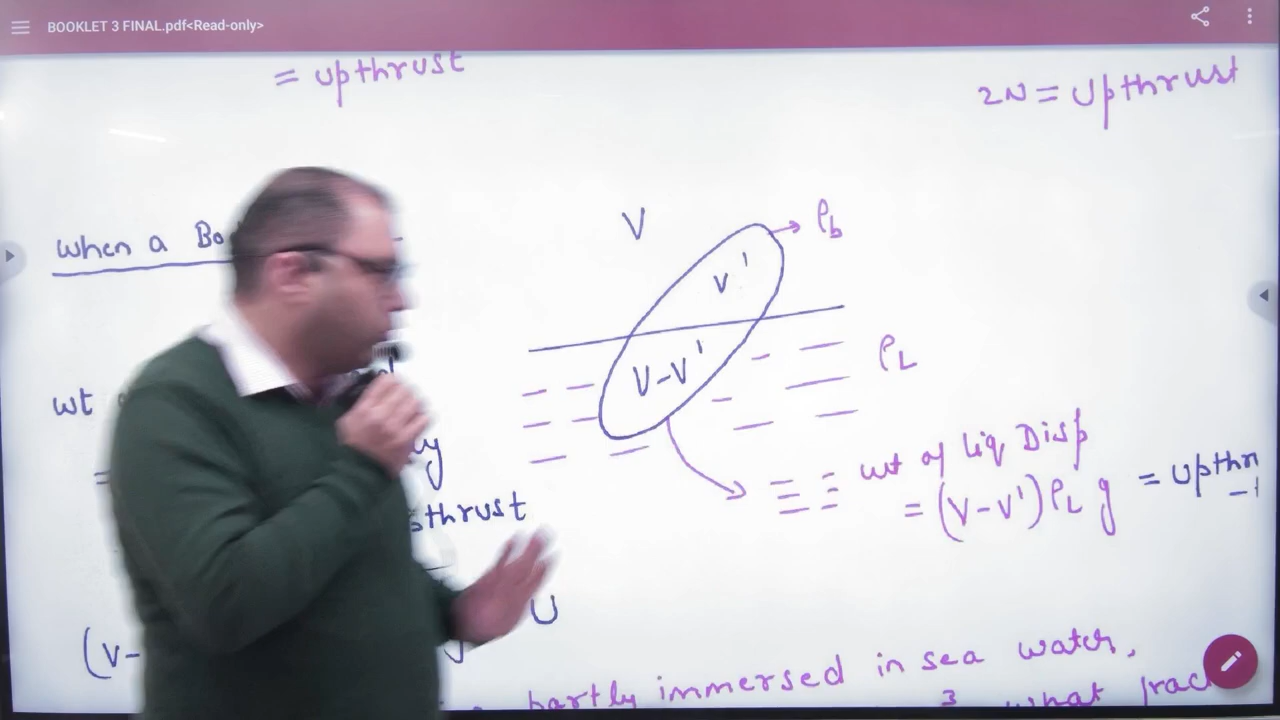 BOOKLET 3 FINAL.pdf<Read-only>
= upthrust
2N = Upthrust
When a Bo
V
ρb
V'
V-V'
ρL
wt
wt of liq Disp
= (V-V')ρL g = upthr
=
y
pthrust
U
(V-
partly immersed in sea water,
3 what frac